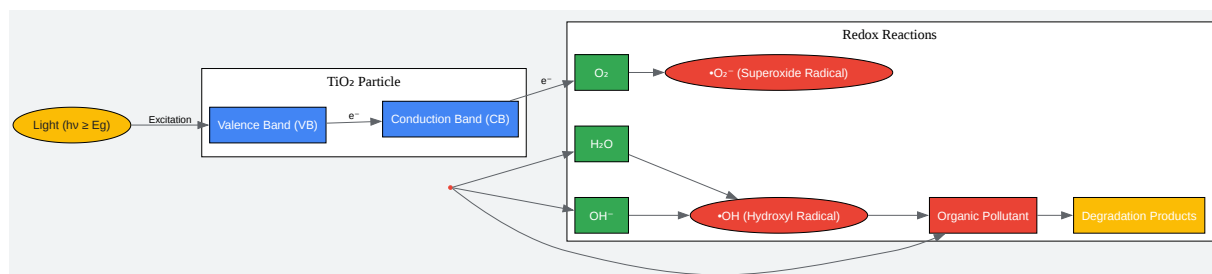 Redox Reactions
TiO₂ Particle
Light (hν ≥ Eg)
Excitation
Valence Band (VB)
e⁻
Conduction Band (CB)
e⁻
O₂
•O₂⁻ (Superoxide Radical)
H₂O
OH⁻
•OH (Hydroxyl Radical)
Organic Pollutant
Degradation Products